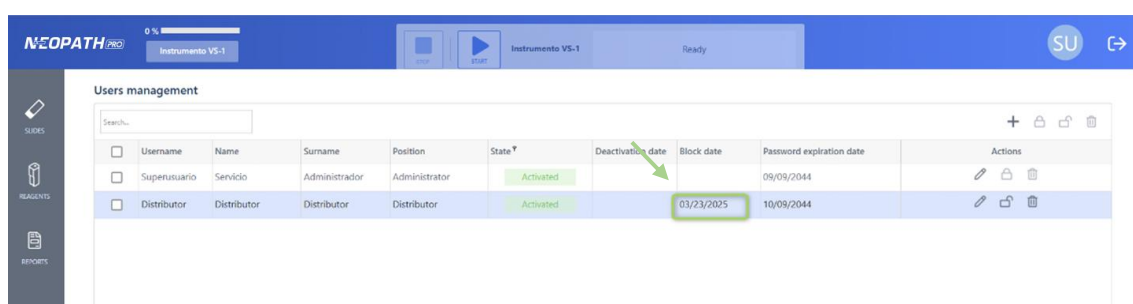 NEOPATH PRO
0 %
Instrumento VS-1
STOP
START
Instrumento VS-1
Ready
SU
Users management
SLIDES
REAGENTS
REPORTS
Search...
Username Name Surname Position State Deactivation date Block date Password expiration date Actions
Superusuario Servicio Administrador Administrator Activated 09/09/2044
Distributor Distributor Distributor Distributor Activated 03/23/2025 10/09/2044